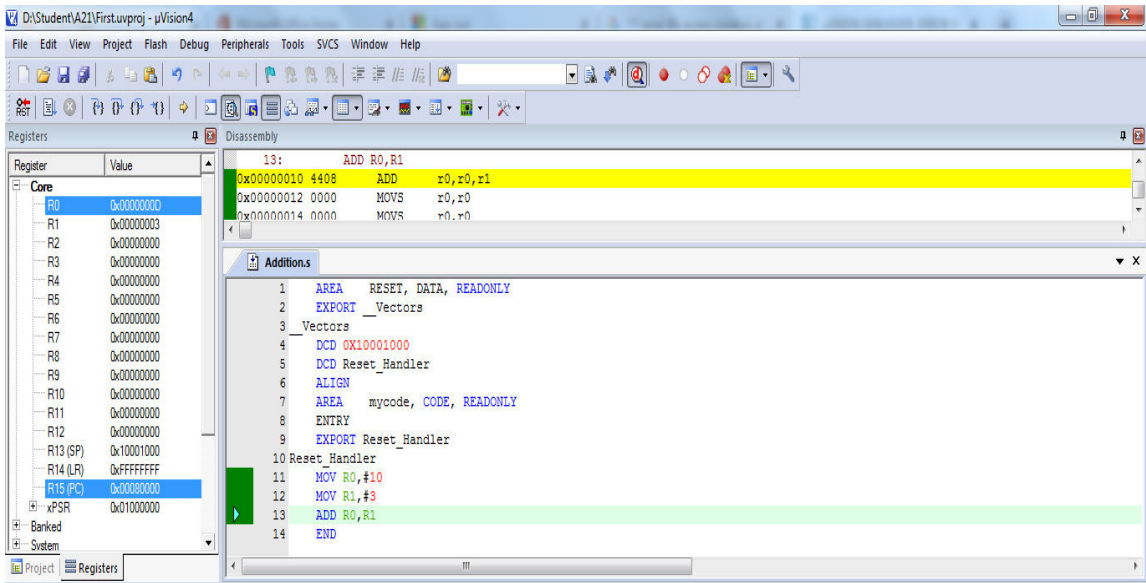 D:\Student\A21\First.uvproj - µVision4
File Edit View Project Flash Debug Peripherals Tools SVCS Window Help
RST
Registers
Disassembly
Register Value
Core
R0 0x0000000D
R1 0x00000003
R2 0x00000000
R3 0x00000000
R4 0x00000000
R5 0x00000000
R6 0x00000000
R7 0x00000000
R8 0x00000000
R9 0x00000000
R10 0x00000000
R11 0x00000000
R12 0x00000000
R13 (SP) 0x10001000
R14 (LR) 0xFFFFFFFF
R15 (PC) 0x00080000
xPSR 0x01000000
Banked
System
Project Registers
13: ADD R0,R1
0x00000010 4408 ADD r0,r0,r1
0x00000012 0000 MOVS r0,r0
0x00000014 0000 MOVS r0,r0
Addition.s
1 AREA RESET, DATA, READONLY
2 EXPORT __Vectors
3 __Vectors
4 DCD 0X10001000
5 DCD Reset_Handler
6 ALIGN
7 AREA mycode, CODE, READONLY
8 ENTRY
9 EXPORT Reset_Handler
10 Reset_Handler
11 MOV R0,#10
12 MOV R1,#3
13 ADD R0,R1
14 END